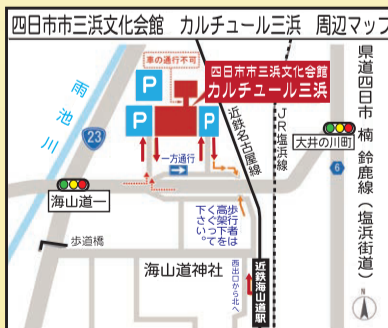 四日市市三浜文化会館 カルチュール三浜 周辺マップ
車の通行不可
P
P
P
四日市市三浜文化会館
カルチュール三浜
雨池川
23
一方通行
近鉄名古屋線
JR塩浜線
大井の川町
県道四日市 楠 鈴鹿線（塩浜街道）
6
海山道一
歩行者は
高架下を
くぐって
下さい。
歩道橋
海山道神社
西出口から北へ
近鉄海山道駅
N